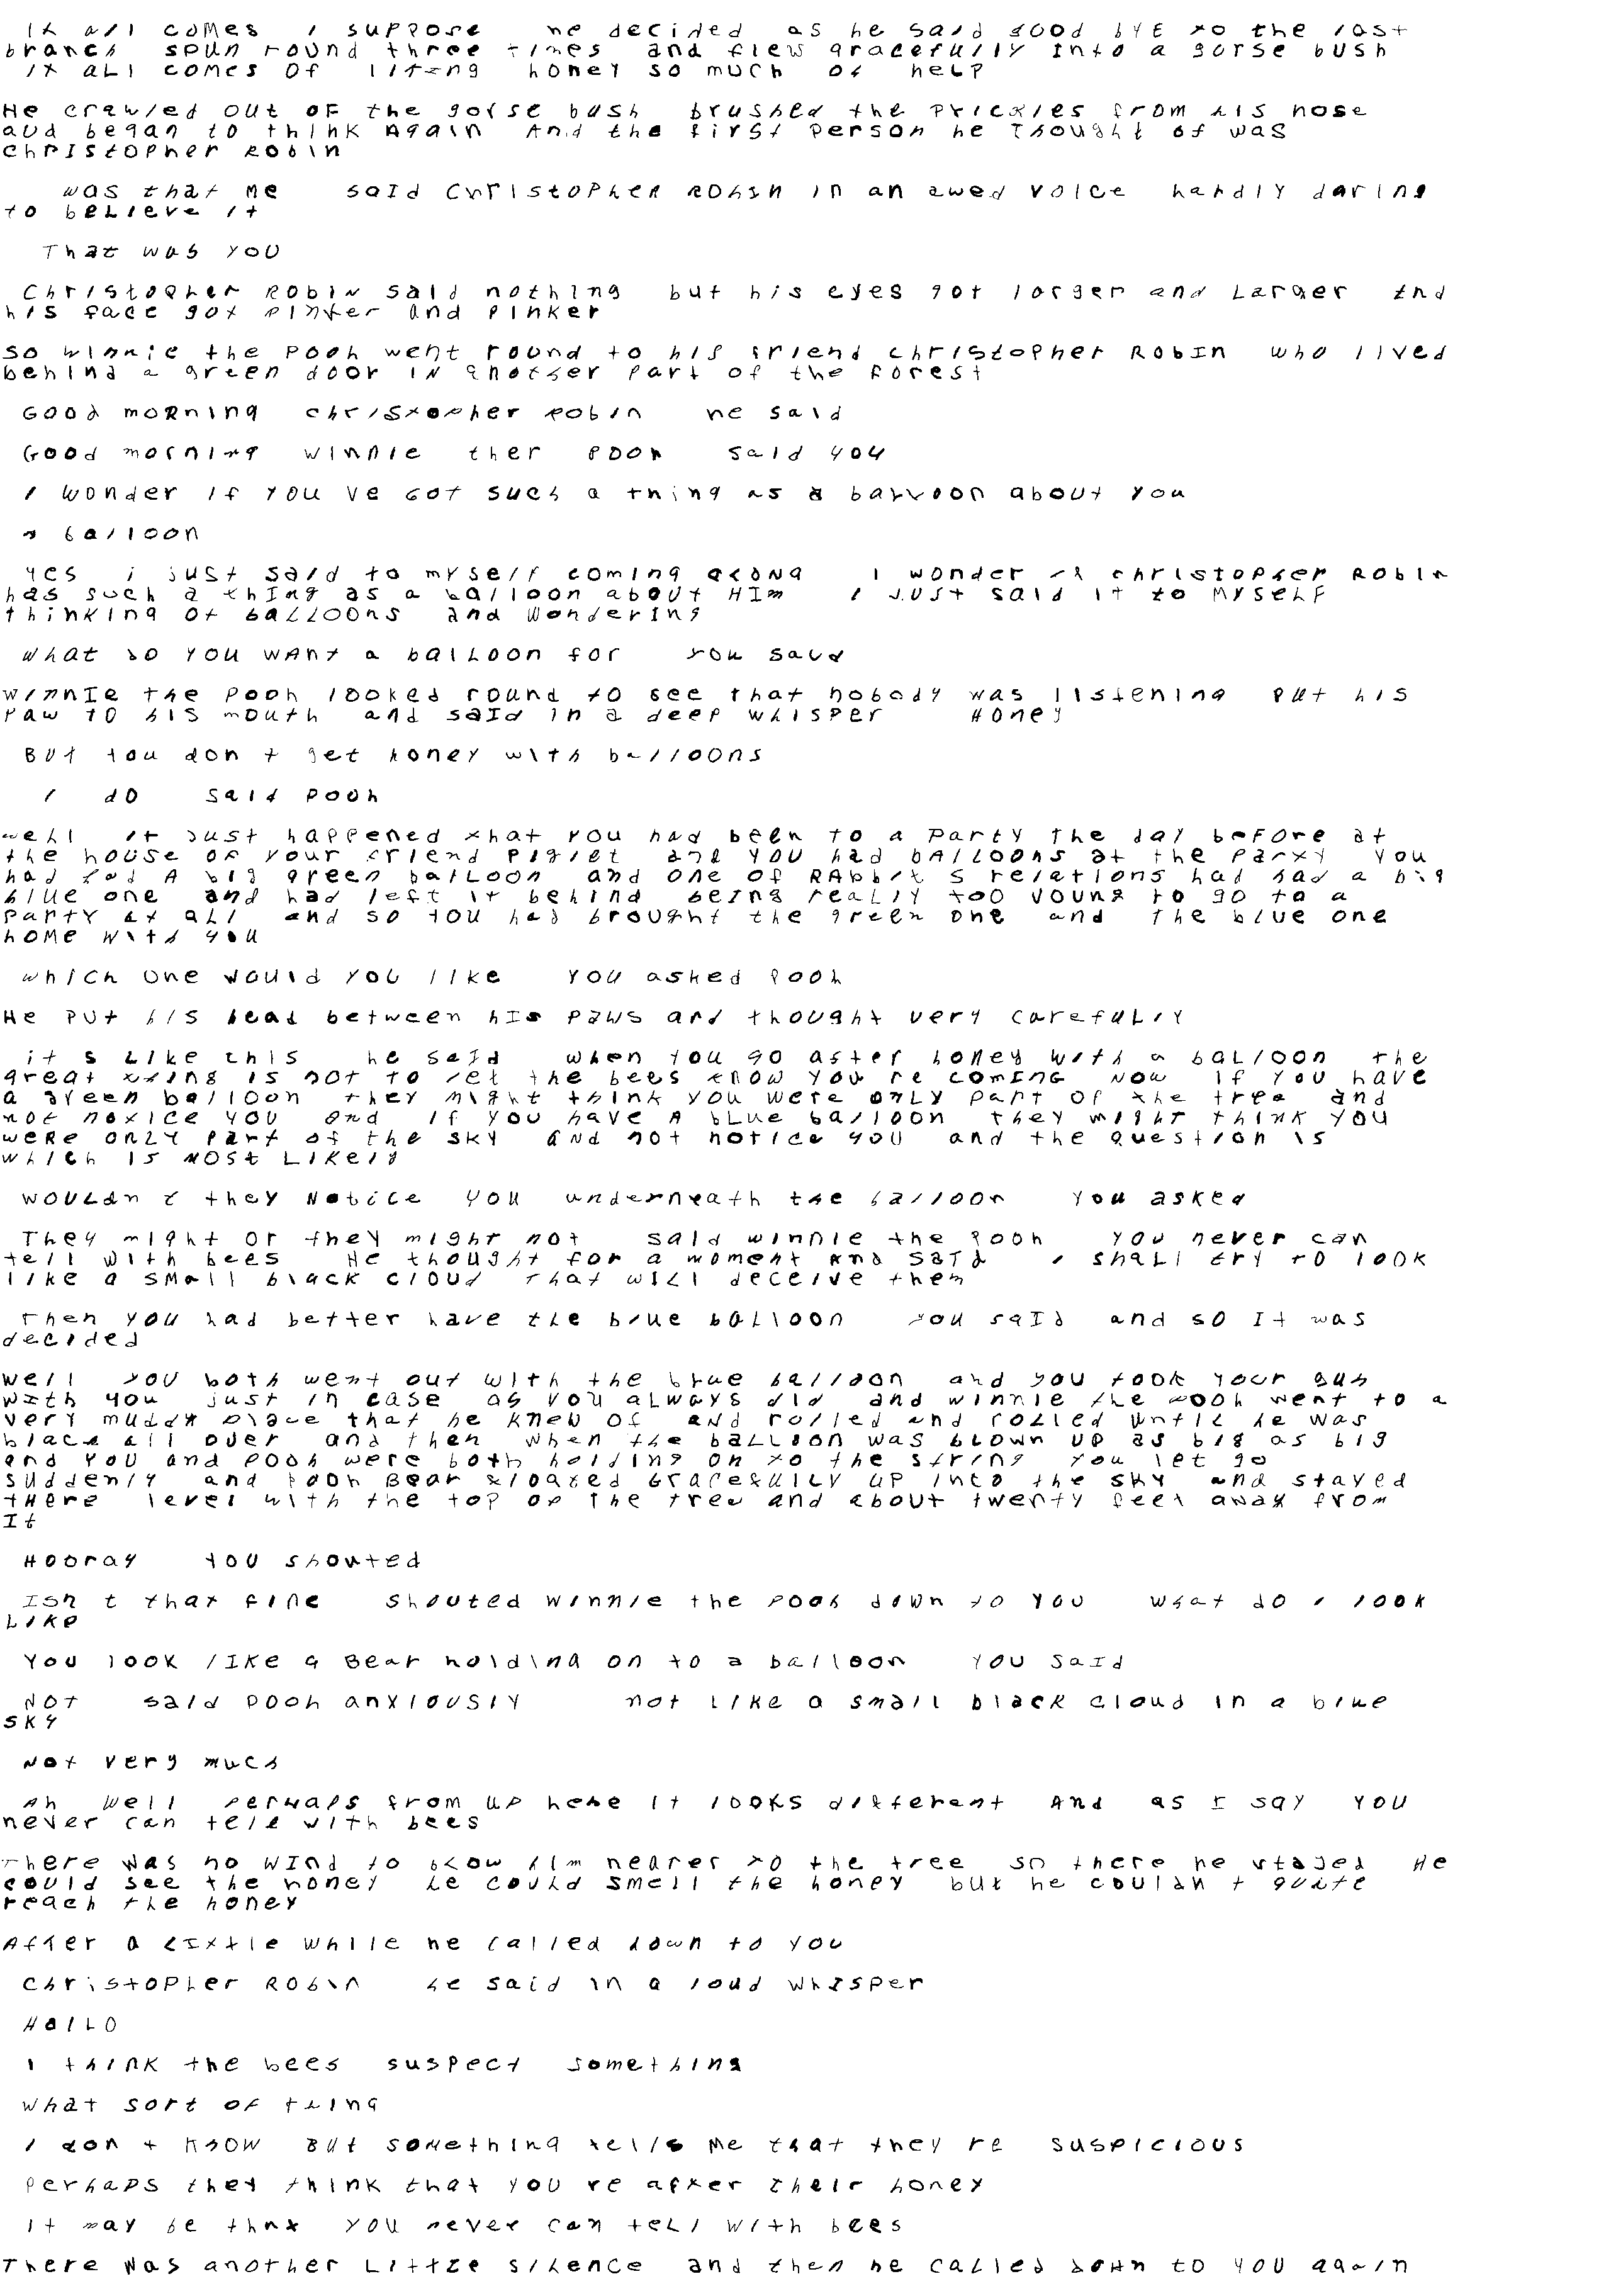 It all comes I suppose he decided as he said good bye to the last
branch spun round three times and flew gracefully into a gorse bush
it all comes of liking honey so much Oh help
He crawled out of the gorse bush brushed the prickles from his nose
and began to think again And the first person he thought of was
Christopher Robin
Was that me said Christopher Robin in an awed voice hardly daring
to believe it
That was you
Christopher Robin said nothing but his eyes got larger and larger and
his face got pinker and pinker
So Winnie the Pooh went round to his friend Christopher Robin who lived
behind a green door in another part of the forest
Good morning Christopher Robin he said
Good morning Winnie ther Pooh said you
I wonder if you ve got such a thing as a balloon about you
A balloon
Yes I just said to myself coming along I wonder if Christopher Robin
has such a thing as a balloon about him I just said it to myself
thinking of balloons and wondering
What do you want a balloon for you said
Winnie the Pooh looked round to see that nobody was listening put his
paw to his mouth and said in a deep whisper Honey
But you don t get honey with balloons
I do said Pooh
Well it just happened that you had been to a party the day before at
the house of your friend Piglet and you had balloons at the party You
had had a big green balloon and one of Rabbit s relations had had a big
blue one and had left it behind being really too young to go to a
party at all and so you had brought the green one and the blue one
home with you
Which one would you like you asked Pooh
He put his head between his paws and thought very carefully
It s like this he said When you go after honey with a balloon the
great thing is not to let the bees know you re coming Now if you have
a green balloon they might think you were only part of the tree and
not notice you and if you have a blue balloon they might think you
were only part of the sky and not notice you and the question is
Which is most likely
Wouldn t they notice you underneath the balloon you asked
They might or they might not said Winnie the Pooh You never can
tell with bees He thought for a moment and said I shall try to look
like a small black cloud That will deceive them
Then you had better have the blue balloon you said and so it was
decided
Well you both went out with the blue balloon and you took your gun
with you just in case as you always did and Winnie the Pooh went to a
very muddy place that he knew of and rolled and rolled until he was
black all over and then when the balloon was blown up as big as big
and you and Pooh were both holding on to the string you let go
suddenly and Pooh Bear floated gracefully up into the sky and stayed
there level with the top of the tree and about twenty feet away from
it
Hooray you shouted
Isn t that fine shouted Winnie the Pooh down to you What do I look
like
You look like a Bear holding on to a balloon you said
Not said Pooh anxiously not like a small black cloud in a blue
sky
Not very much
Ah well perhaps from up here it looks different And as I say you
never can tell with bees
There was no wind to blow him nearer to the tree so there he stayed He
could see the honey he could smell the honey but he couldn t quite
reach the honey
After a little while he called down to you
Christopher Robin he said in a loud whisper
Hallo
I think the bees suspect something
What sort of thing
I don t know But something tells me that they re suspicious
Perhaps they think that you re after their honey
It may be that You never can tell with bees
There was another little silence and then he called down to you again